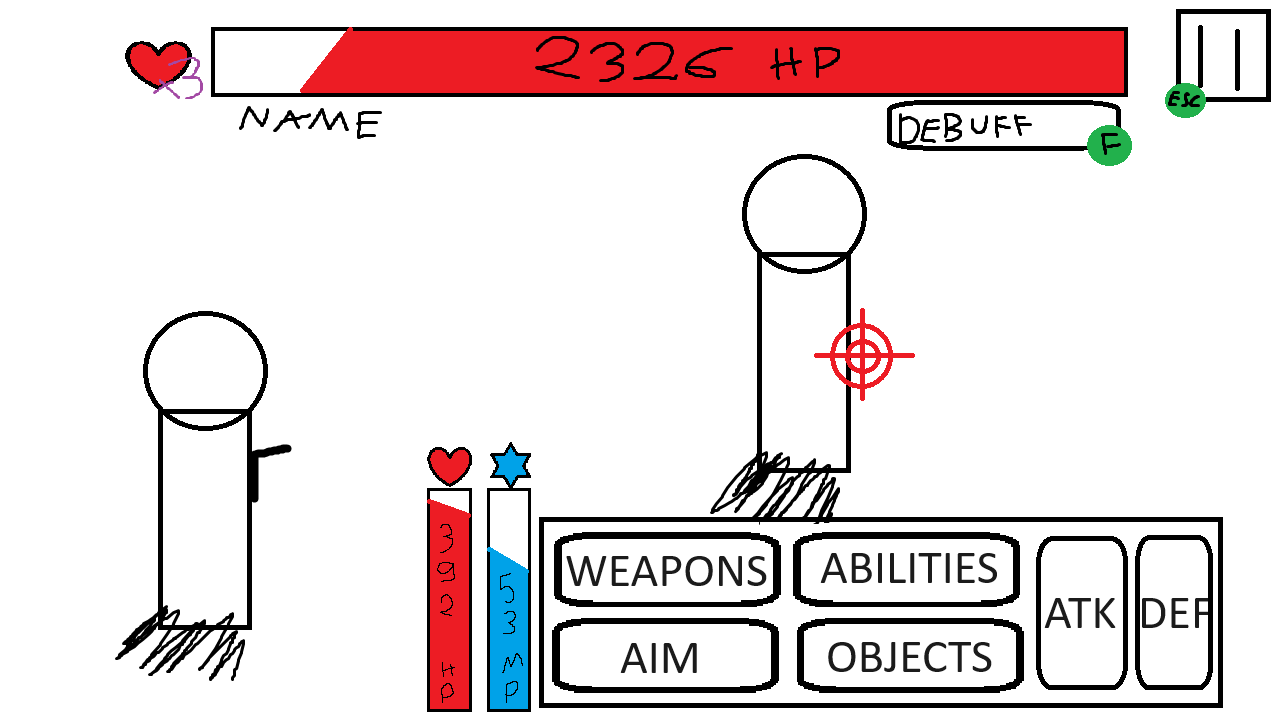 x3
2326 HP
ESC
NAME
DEBUFF
F
392 HP
53 MP
WEAPONS
ABILITIES
AIM
OBJECTS
ATK
DEF